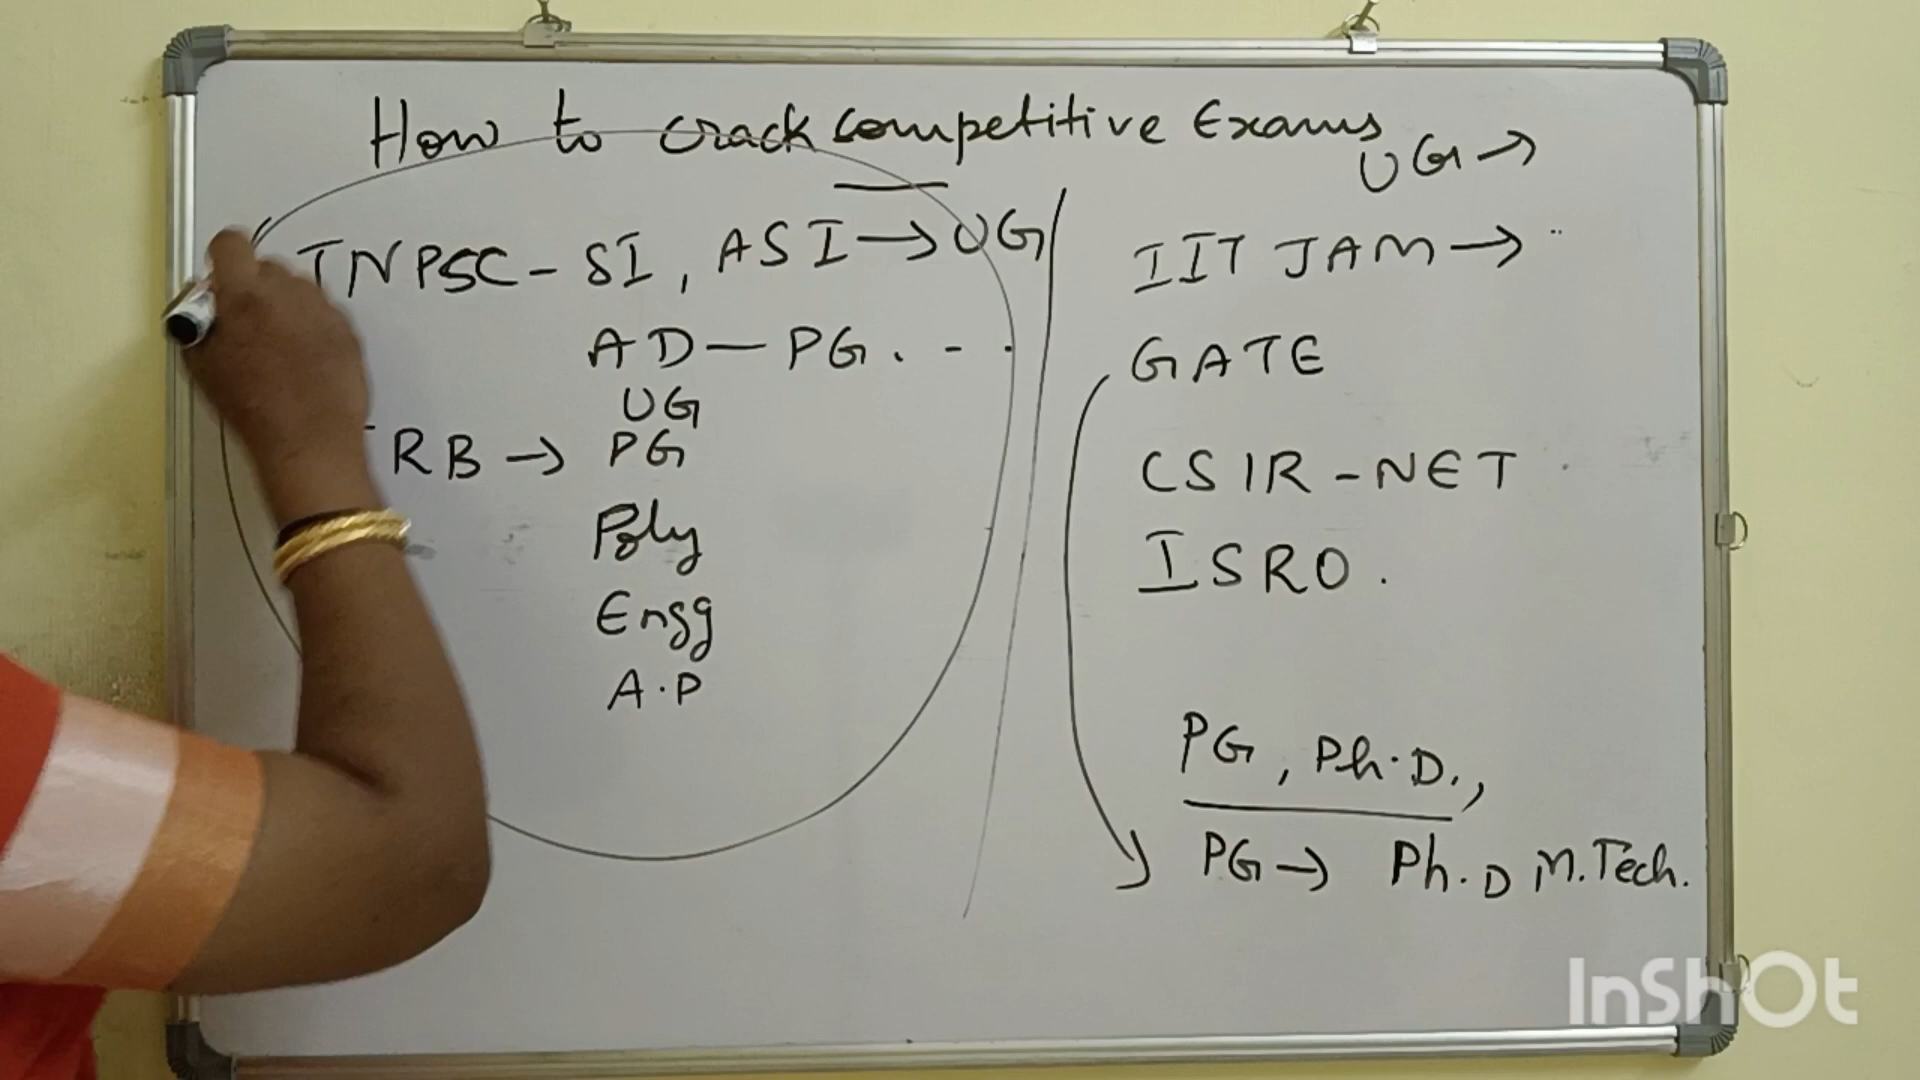 How to crack competitive Exams
TNPSC - SI, ASI → UG
AD — PG. - .
UG
TRB → PG
Poly
Engg
A.P
UG →
IIT JAM →
GATE
CSIR - NET
ISRO.
PG, Ph.D.,
PG → Ph.D M.Tech.
InShOt